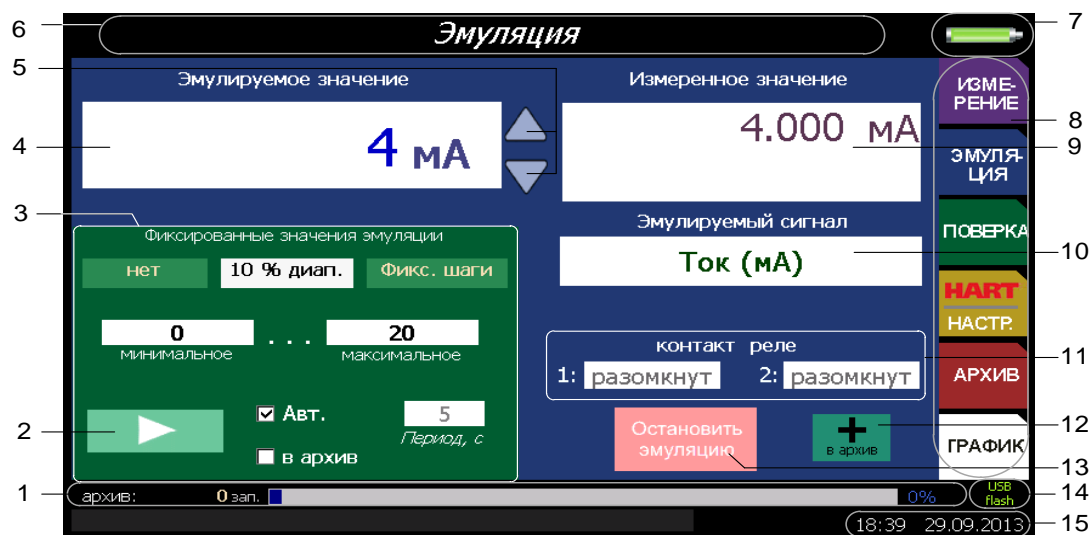 6
Эмуляция
7
5
Эмулируемое значение
Измеренное значение
ИЗМЕ-
РЕНИЕ
8
4
4 мА
4.000 мА
9
ЭМУЛЯ-
ЦИЯ
3
Фиксированные значения эмуляции
Эмулируемый сигнал
ПОВЕРКА
нет
10 % диап.
Фикс. шаги
Ток (мА)
10
HART
НАСТР.
0
. . .
20
минимальное
максимальное
контакт реле
11
1: разомкнут
2: разомкнут
АРХИВ
2
Авт.
5
Период, с
в архив
Остановить
эмуляцию
+
в архив
12
ГРАФИК
13
1
архив:
0 зап.
0%
USB
flash
14
18:39 29.09.2013
15